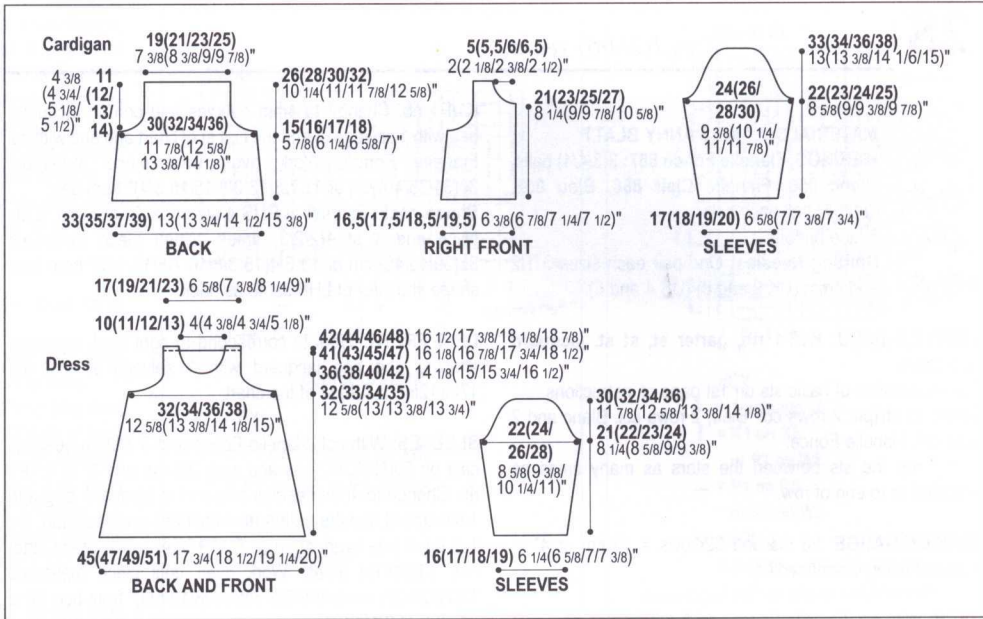 Cardigan
19(21/23/25)
7 3/8(8 3/8/9/9 7/8)"
4 3/8 11
(4 3/4/ (12/
5 1/8/ 13/
5 1/2)" 14)
30(32/34/36)
11 7/8(12 5/8/
13 3/8/14 1/8)"
26(28/30/32)
10 1/4(11/11 7/8/12 5/8)"
15(16/17/18)
5 7/8(6 1/4/6 5/8/7)"
33(35/37/39) 13(13 3/4/14 1/2/15 3/8)"
BACK
5(5,5/6/6,5)
2(2 1/8/2 3/8/2 1/2)"
21(23/25/27)
8 1/4(9/9 7/8/10 5/8)"
16,5(17,5/18,5/19,5) 6 3/8(6 7/8/7 1/4/7 1/2)"
RIGHT FRONT
24(26/
28/30)
9 3/8(10 1/4/
11/11 7/8)"
33(34/36/38)
13(13 3/8/14 1/6/15)"
22(23/24/25)
8 5/8(9/9 3/8/9 7/8)"
17(18/19/20) 6 5/8(7/7 3/8/7 3/4)"
SLEEVES
Dress
17(19/21/23) 6 5/8(7 3/8/8 1/4/9)"
10(11/12/13) 4(4 3/8/4 3/4/5 1/8)"
42(44/46/48) 16 1/2(17 3/8/18 1/8/18 7/8)"
41(43/45/47) 16 1/8(16 7/8/17 3/4/18 1/2)"
36(38/40/42) 14 1/8(15/15 3/4/16 1/2)"
32(33/34/35)
12 5/8(13/13 3/8/13 3/4)"
32(34/36/38)
12 5/8(13 3/8/14 1/8/15)"
45(47/49/51) 17 3/4(18 1/2/19 1/4/20)"
BACK AND FRONT
22(24/
26/28)
8 5/8(9 3/8/
10 1/4/11)"
30(32/34/36)
11 7/8(12 5/8/13 3/8/14 1/8)"
21(22/23/24)
8 1/4(8 5/8/9/9 3/8)"
16(17/18/19) 6 1/4(6 5/8/7/7 3/8)"
SLEEVES